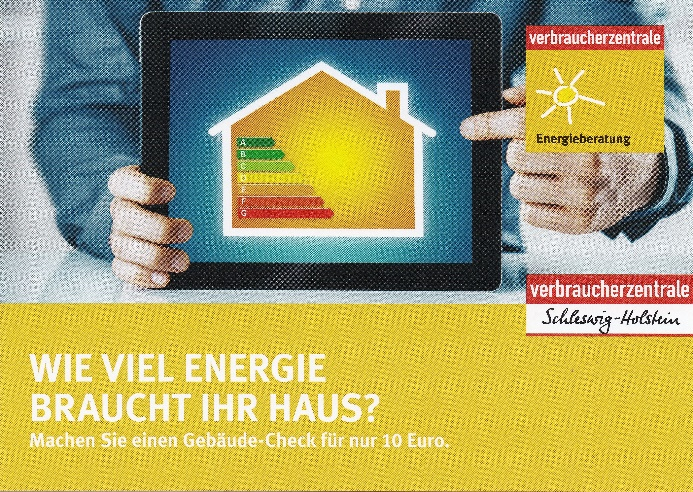 verbraucherzentrale
Energieberatung
A
B
C
D
E
F
G
verbraucherzentrale
Schleswig-Holstein
WIE VIEL ENERGIE
BRAUCHT IHR HAUS?
Machen Sie einen Gebäude-Check für nur 10 Euro.